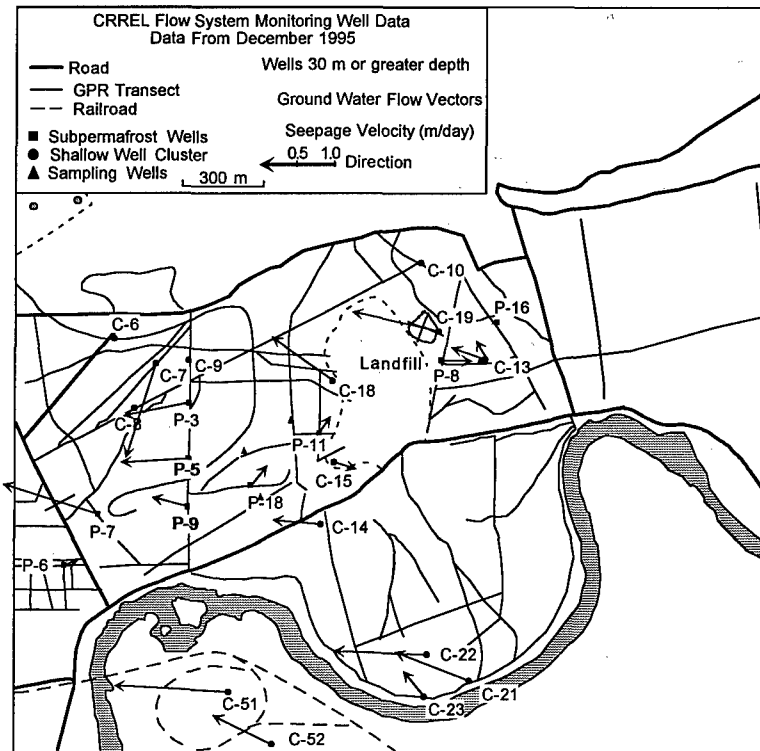 CRREL Flow System Monitoring Well Data
Data From December 1995
Road
Wells 30 m or greater depth
GPR Transect
Ground Water Flow Vectors
Railroad
Seepage Velocity (m/day)
Subpermafrost Wells
0.5 1.0
Shallow Well Cluster
Direction
Sampling Wells
300 m
C-10
C-6
C-19
P-16
C-9
C-7
Landfill
P-8
C-13
C-18
C-8
P-3
P-11
P-5
C-15
P-18
P-7
P-9
C-14
P-6
C-22
C-21
C-51
C-23
C-52